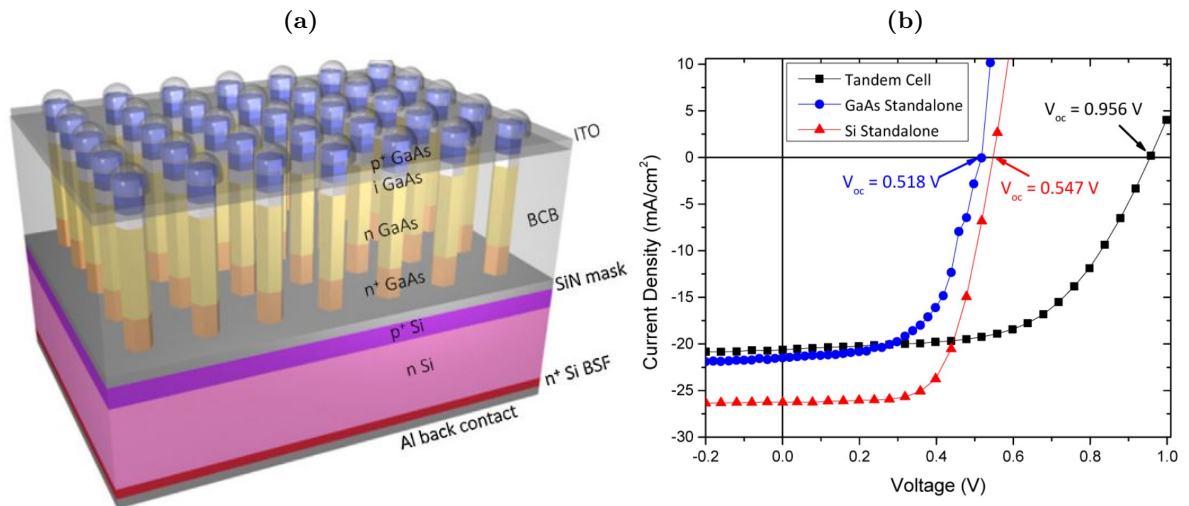 (a)
ITO
p⁺ GaAs
i GaAs
BCB
n GaAs
n⁺ GaAs
SiN mask
p⁺ Si
n Si
n⁺ Si BSF
Al back contact
(b)
Tandem Cell
GaAs Standalone
Si Standalone
V_oc = 0.956 V
V_oc = 0.518 V
V_oc = 0.547 V
Current Density (mA/cm²)
10
5
0
-5
-10
-15
-20
-25
-30
-0.2 0.0 0.2 0.4 0.6 0.8 1.0
Voltage (V)